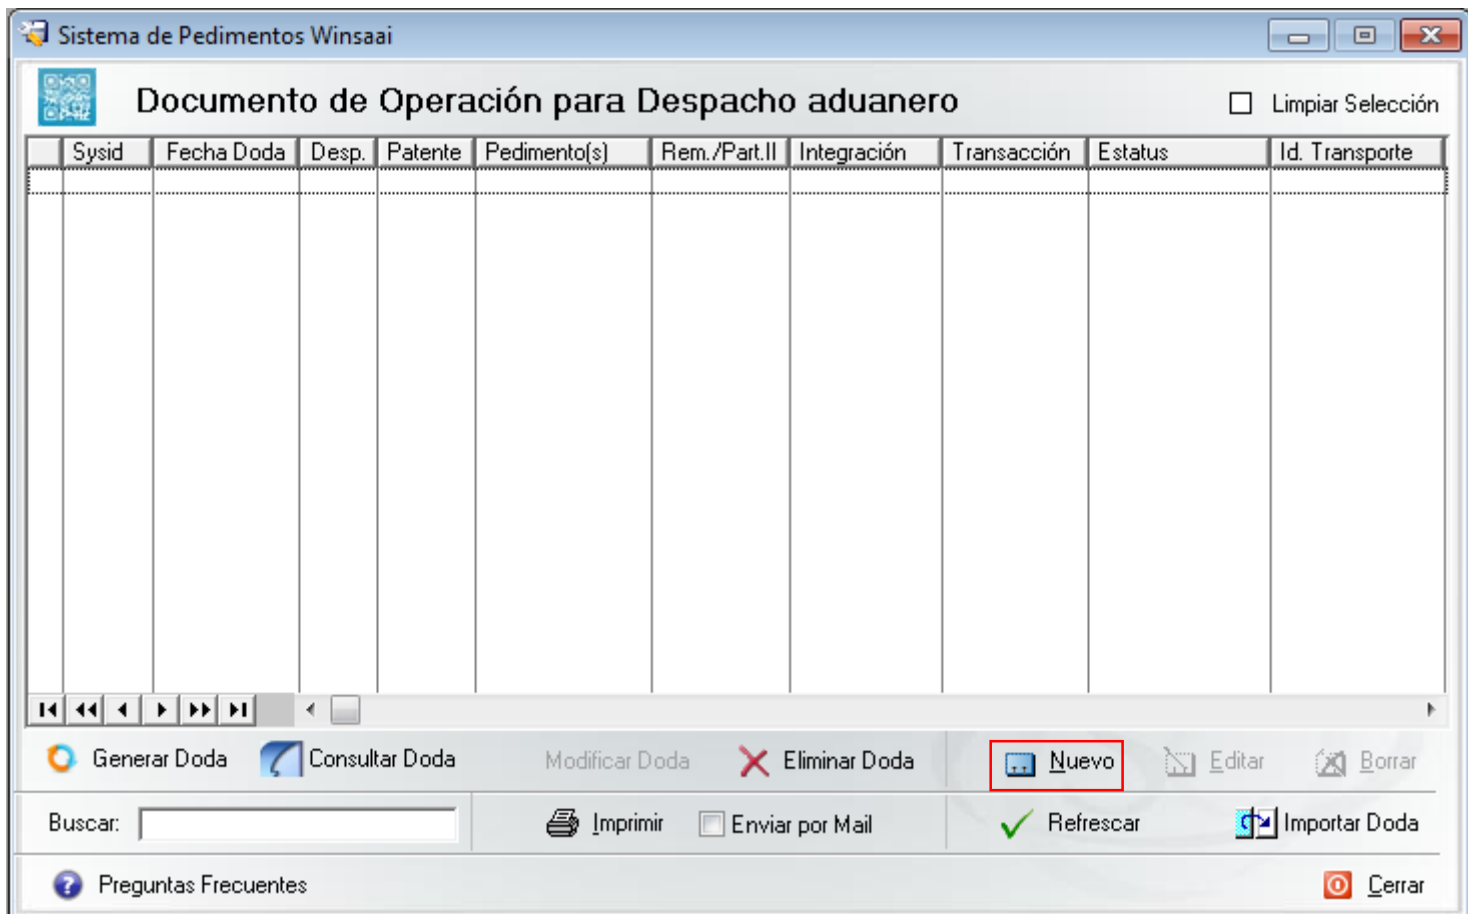 Sistema de Pedimentos Winsaai
Documento de Operación para Despacho aduanero
Limpiar Selección
Sysid Fecha Doda Desp. Patente Pedimento(s) Rem./Part.II Integración Transacción Estatus Id. Transporte
Generar Doda Consultar Doda Modificar Doda Eliminar Doda Nuevo Editar Borrar
Buscar: Imprimir Enviar por Mail Refrescar Importar Doda
Preguntas Frecuentes Cerrar